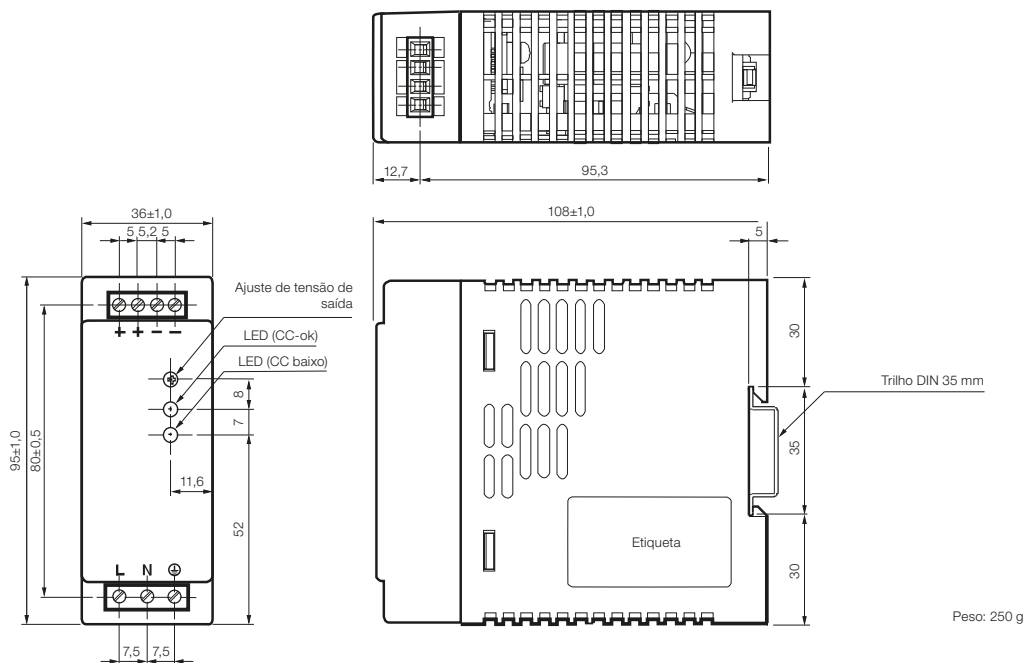 12,7
95,3
36±1,0
108±1,0
5 5,2 5
5
Ajuste de tensão de
saída
LED (CC-ok)
LED (CC baixo)
+ + − −
30
Trilho DIN 35 mm
8
7
95±1,0
80±0,5
35
11,6
52
Etiqueta
L N
30
Peso: 250 g
7,5 7,5